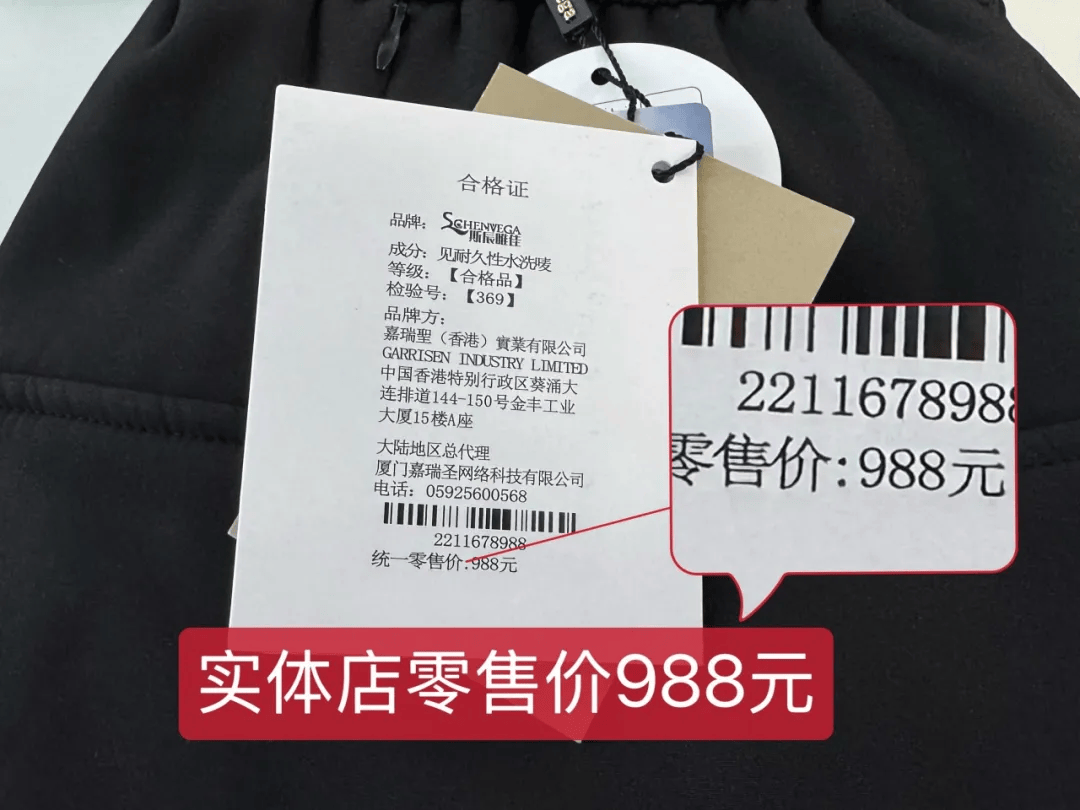 合格证
品牌： SCHENVEGA
斯辰唯佳
成分：见耐久性水洗唛
等级：【合格品】
检验号：【369】
品牌方：
嘉瑞聖（香港）實業有限公司
GARRISEN INDUSTRY LIMITED
中国香港特别行政区葵涌大
连排道144-150号金丰工业
大厦15楼A座
大陆地区总代理
厦门嘉瑞圣网络科技有限公司
电话：05925600568
2211678988
统一零售价:988元
2211678988
零售价:988元
实体店零售价988元